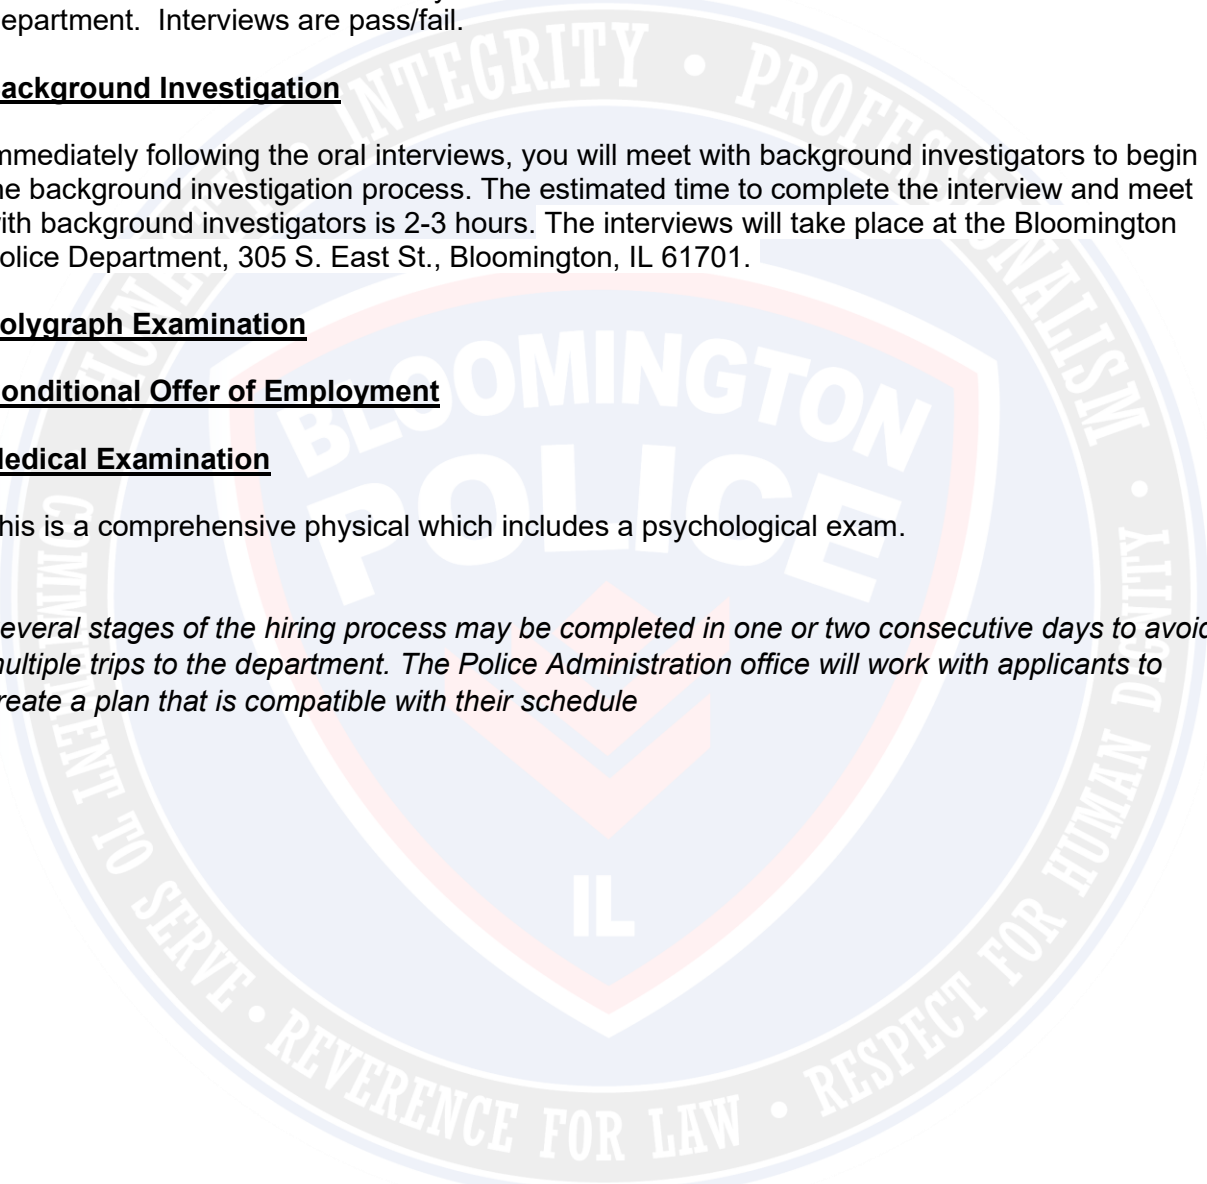 epartment.  Interviews are pass/fail.
ackground Investigation
mmediately following the oral interviews, you will meet with background investigators to begin
he background investigation process. The estimated time to complete the interview and meet
ith background investigators is 2-3 hours. The interviews will take place at the Bloomington
olice Department, 305 S. East St., Bloomington, IL 61701.
olygraph Examination
onditional Offer of Employment
edical Examination
his is a comprehensive physical which includes a psychological exam.
everal stages of the hiring process may be completed in one or two consecutive days to avoid
ultiple trips to the department. The Police Administration office will work with applicants to
reate a plan that is compatible with their schedule
HONESTY • INTEGRITY • PROFESSIONALISM •
BLOOMINGTON
POLICE
IL
COMMITMENT TO SERVE • REVERENCE FOR LAW • RESPECT FOR HUMAN DIGNITY